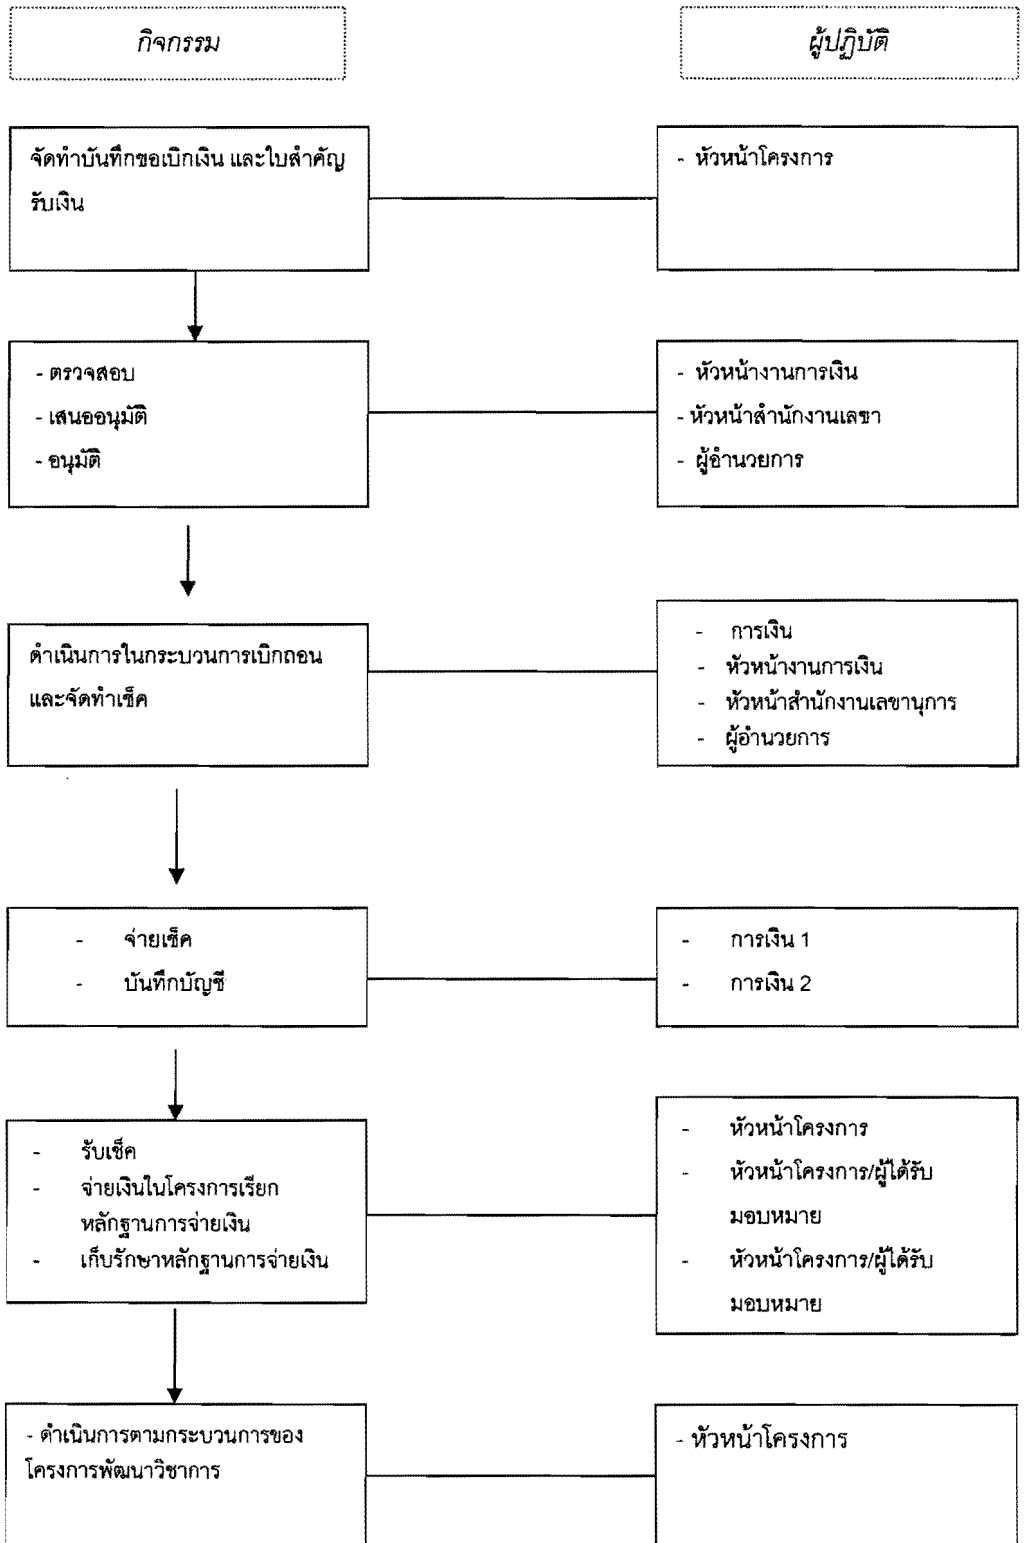 กิจกรรม
ผู้ปฏิบัติ
จัดทำบันทึกขอเบิกเงิน และใบสำคัญ
รับเงิน
- หัวหน้าโครงการ
- ตรวจสอบ
- เสนออนุมัติ
- อนุมัติ
- หัวหน้างานการเงิน
- หัวหน้าสำนักงานเลขา
- ผู้อำนวยการ
ดำเนินการในกระบวนการเบิกถอน
และจัดทำเช็ค
- การเงิน
- หัวหน้างานการเงิน
- หัวหน้าสำนักงานเลขานุการ
- ผู้อำนวยการ
- จ่ายเช็ค
- บันทึกบัญชี
- การเงิน 1
- การเงิน 2
- รับเช็ค
- จ่ายเงินในโครงการเรียก
หลักฐานการจ่ายเงิน
- เก็บรักษาหลักฐานการจ่ายเงิน
- หัวหน้าโครงการ
- หัวหน้าโครงการ/ผู้ได้รับ
มอบหมาย
- หัวหน้าโครงการ/ผู้ได้รับ
มอบหมาย
- ดำเนินการตามกระบวนการของ
โครงการพัฒนาวิชาการ
- หัวหน้าโครงการ